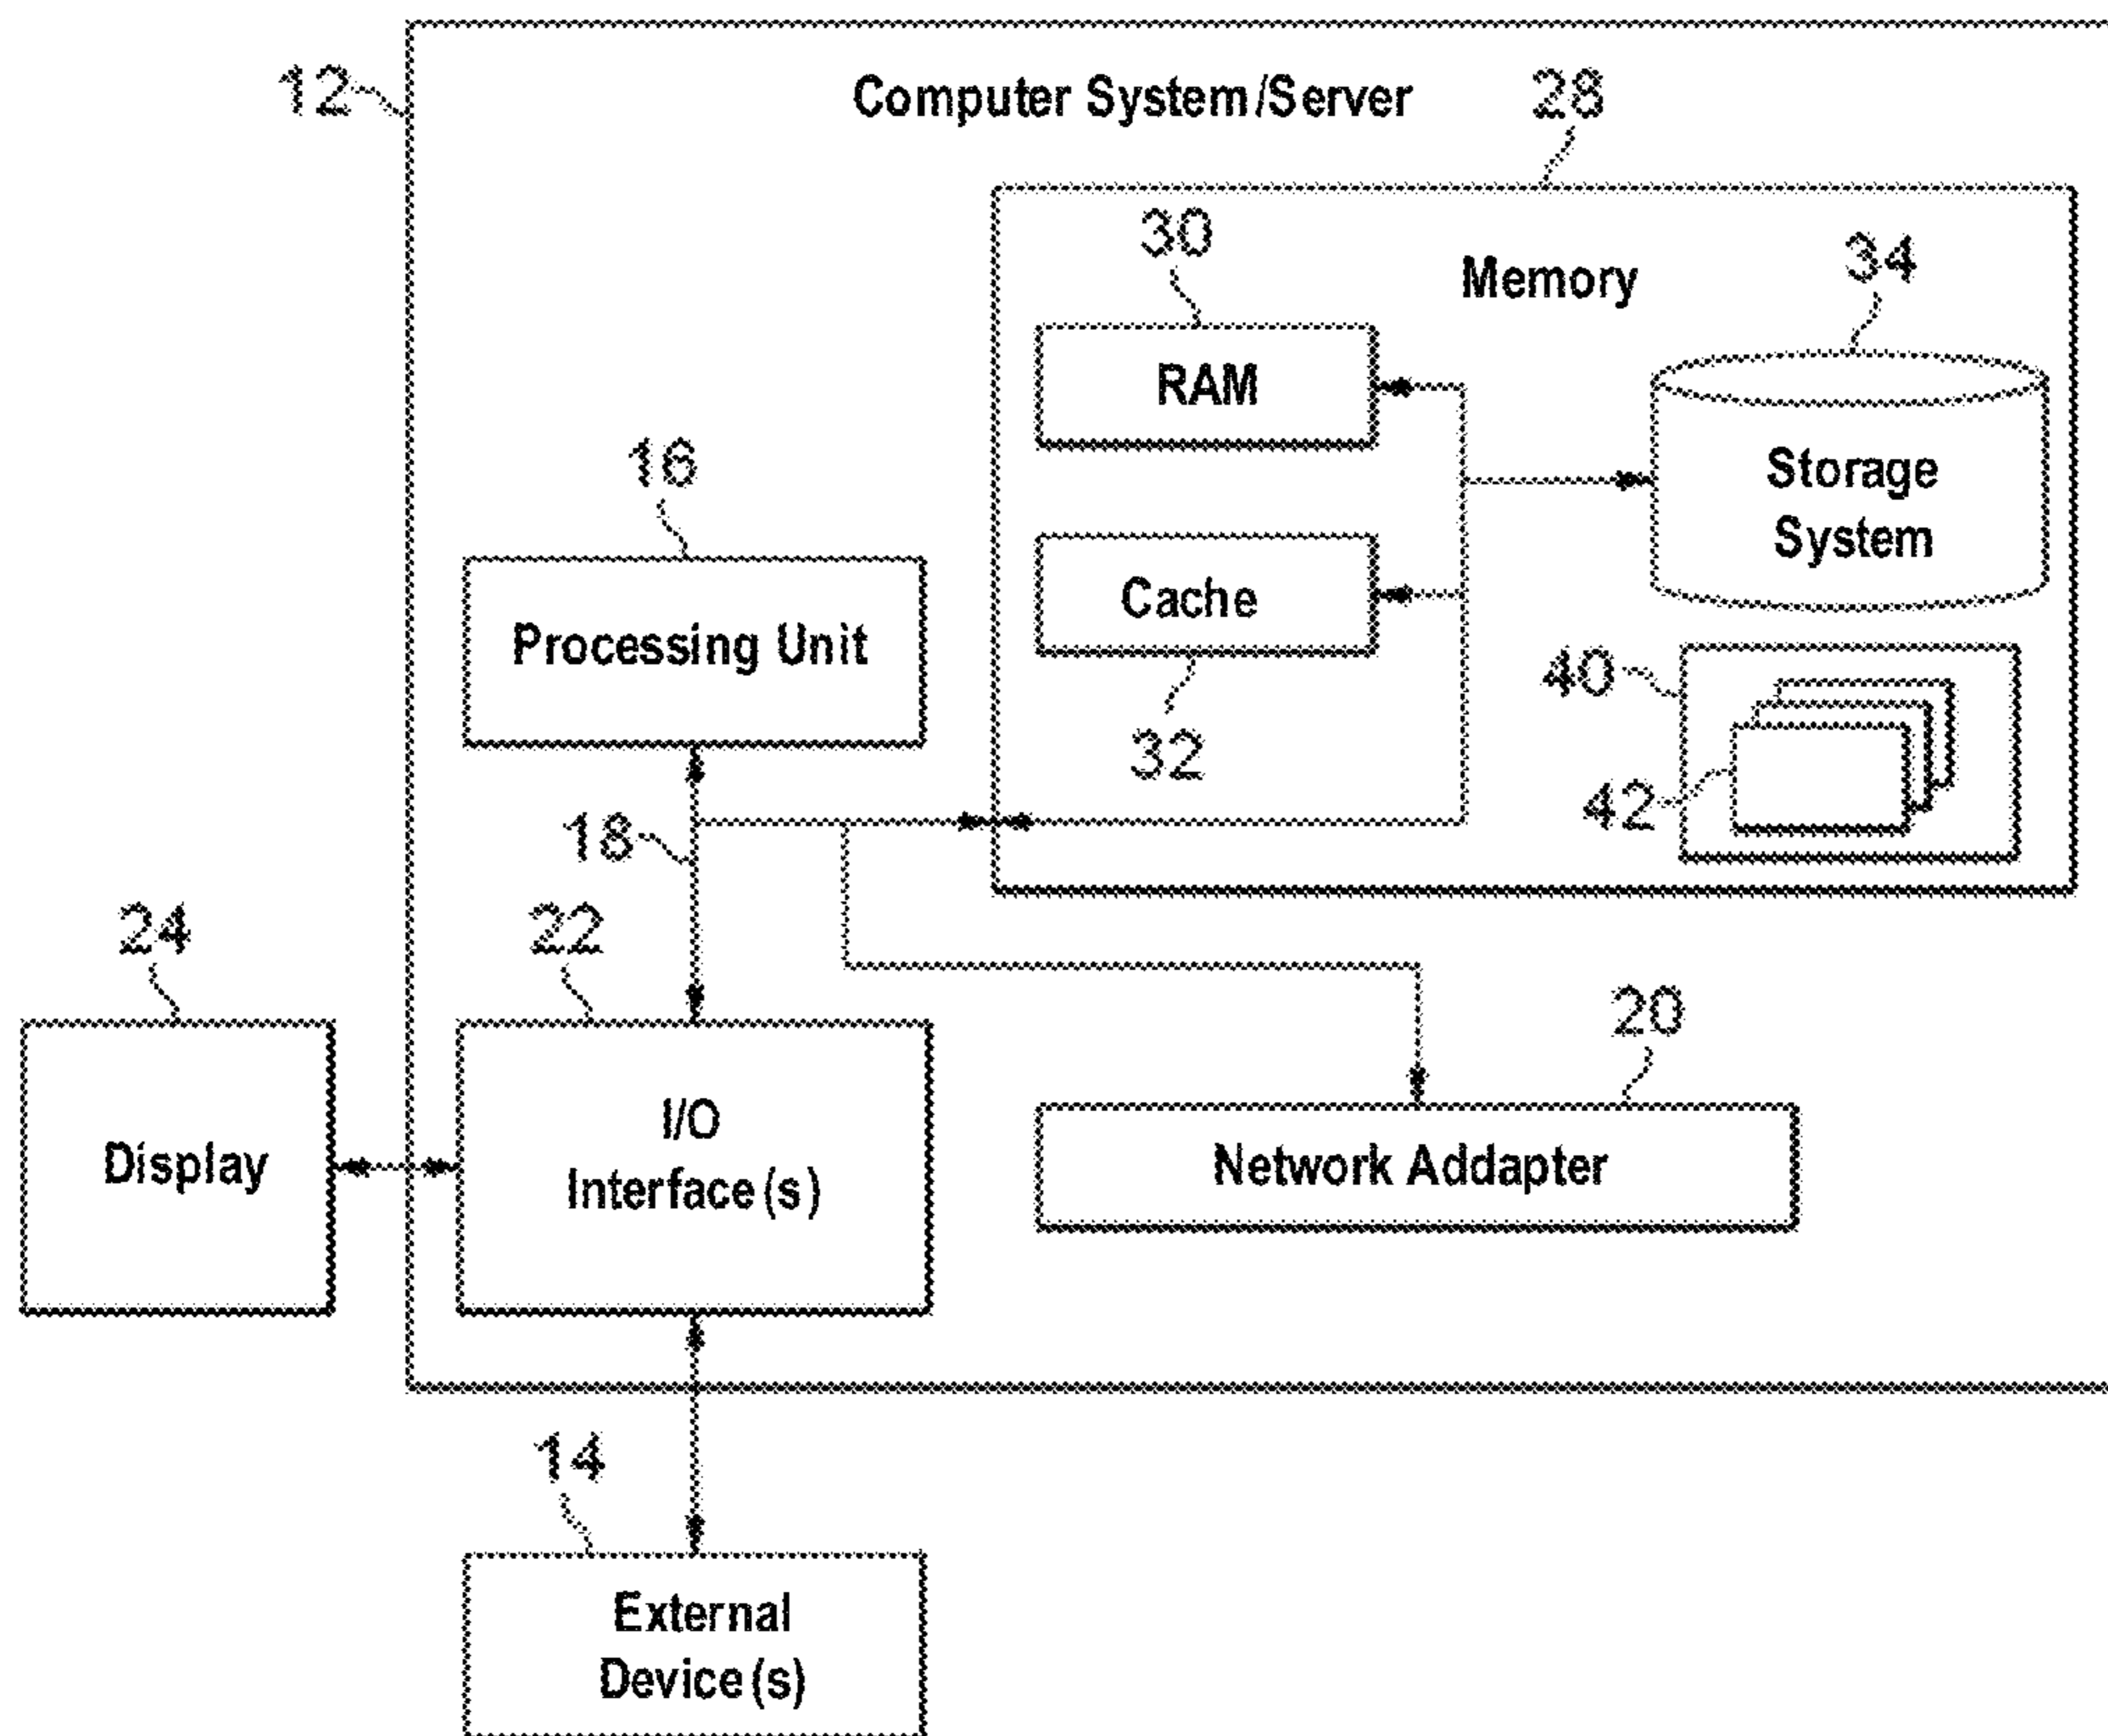 12
Computer System/Server
28
30
Memory
34
RAM
16
Storage
System
Cache
Processing Unit
40
32
42
18
24
22
20
I/O
Interface(s)
Display
Network Addapter
14
External
Device(s)